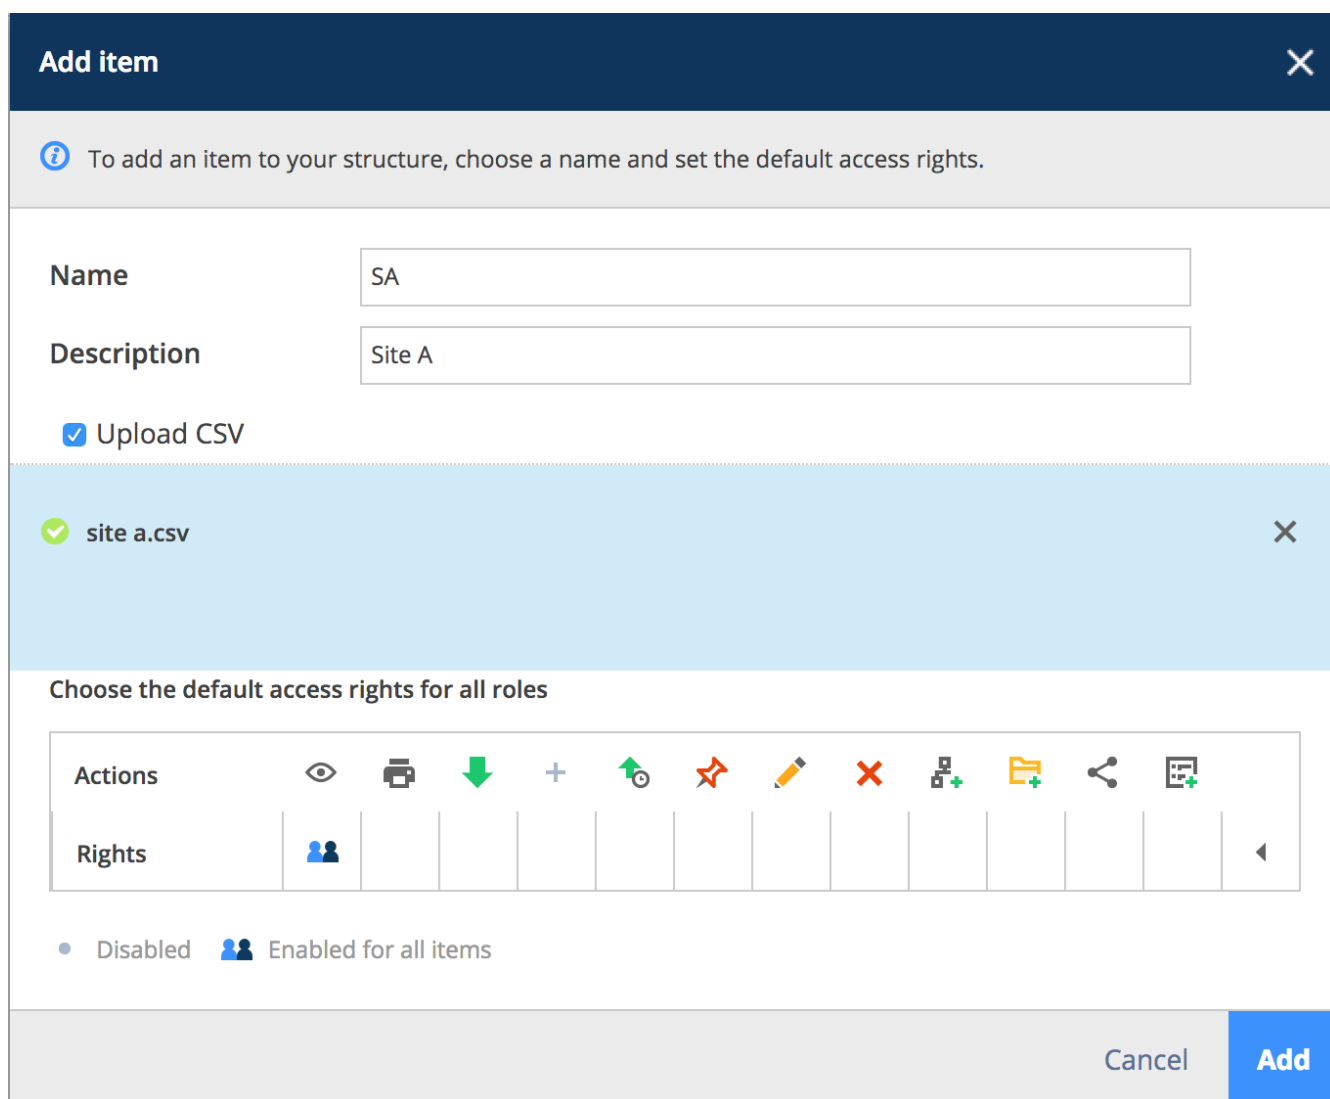 Add item
To add an item to your structure, choose a name and set the default access rights.
Name
SA
Description
Site A
Upload CSV
site a.csv
Choose the default access rights for all roles
Actions
Rights
Disabled Enabled for all items
Cancel Add